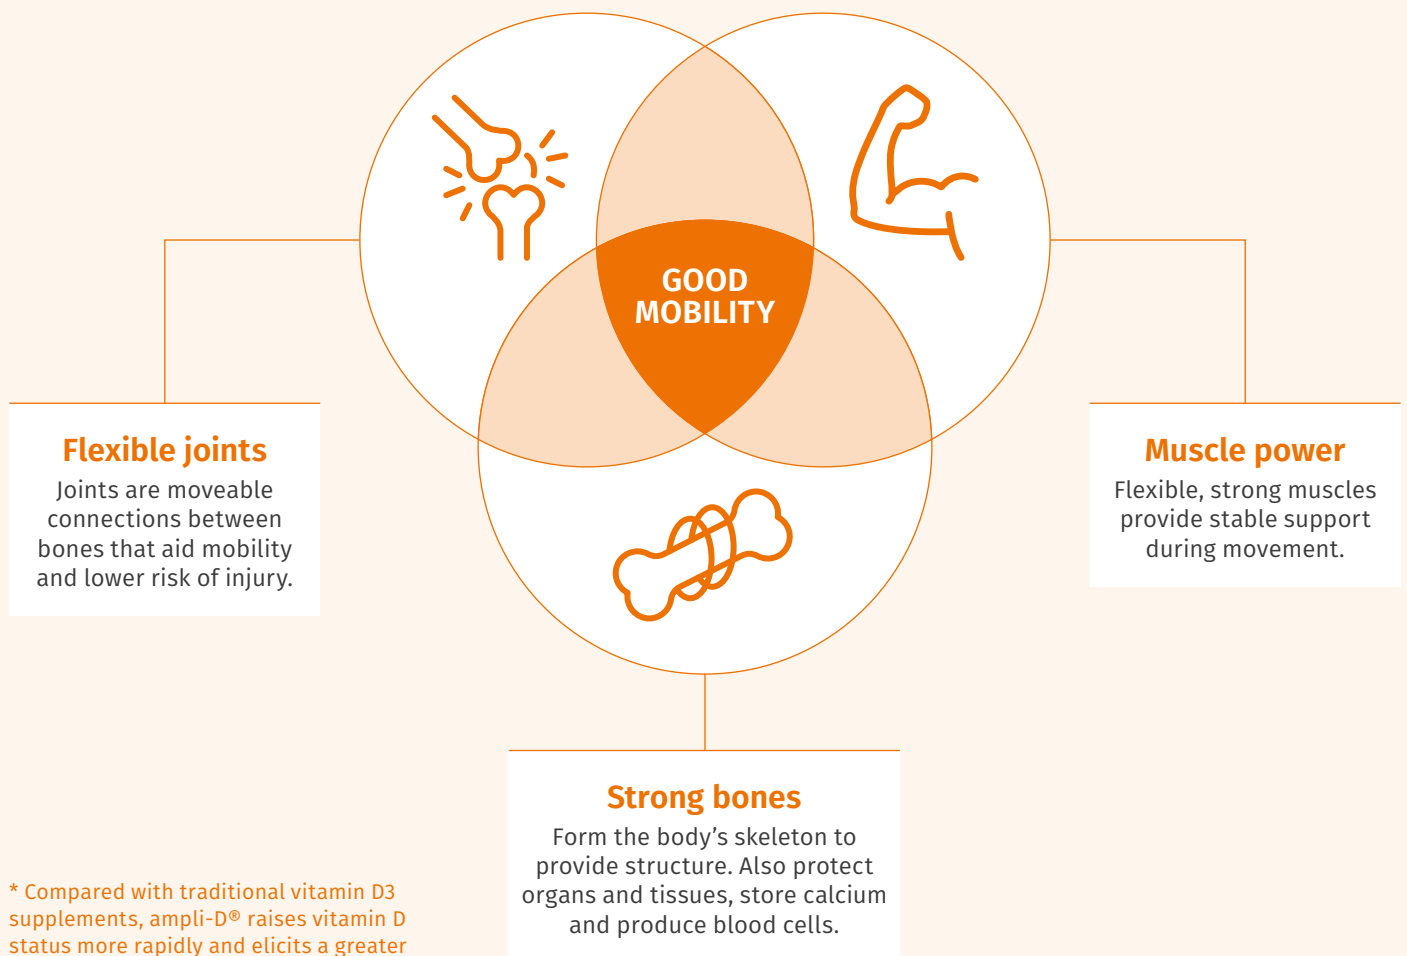 GOOD
MOBILITY
Flexible joints
Joints are moveable
connections between
bones that aid mobility
and lower risk of injury.
Muscle power
Flexible, strong muscles
provide stable support
during movement.
Strong bones
Form the body’s skeleton to
provide structure. Also protect
organs and tissues, store calcium
and produce blood cells.
* Compared with traditional vitamin D3
supplements, ampli-D® raises vitamin D
status more rapidly and elicits a greater